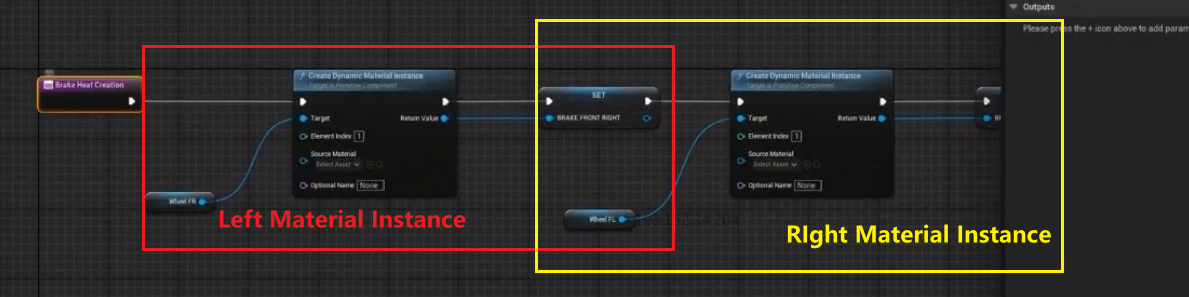 Outputs
Please press the + icon above to add param
Brake Heat Creation
Create Dynamic Material Instance
Target is Primitive Component
Target
Return Value
Element Index 1
Source Material
Select Asset
Optional Name None
Wheel FR
SET
BRAKE FRONT RIGHT
Create Dynamic Material Instance
Target is Primitive Component
Target
Return Value
Element Index 1
Source Material
Select Asset
Optional Name None
Wheel FL
Left Material Instance
RIght Material Instance